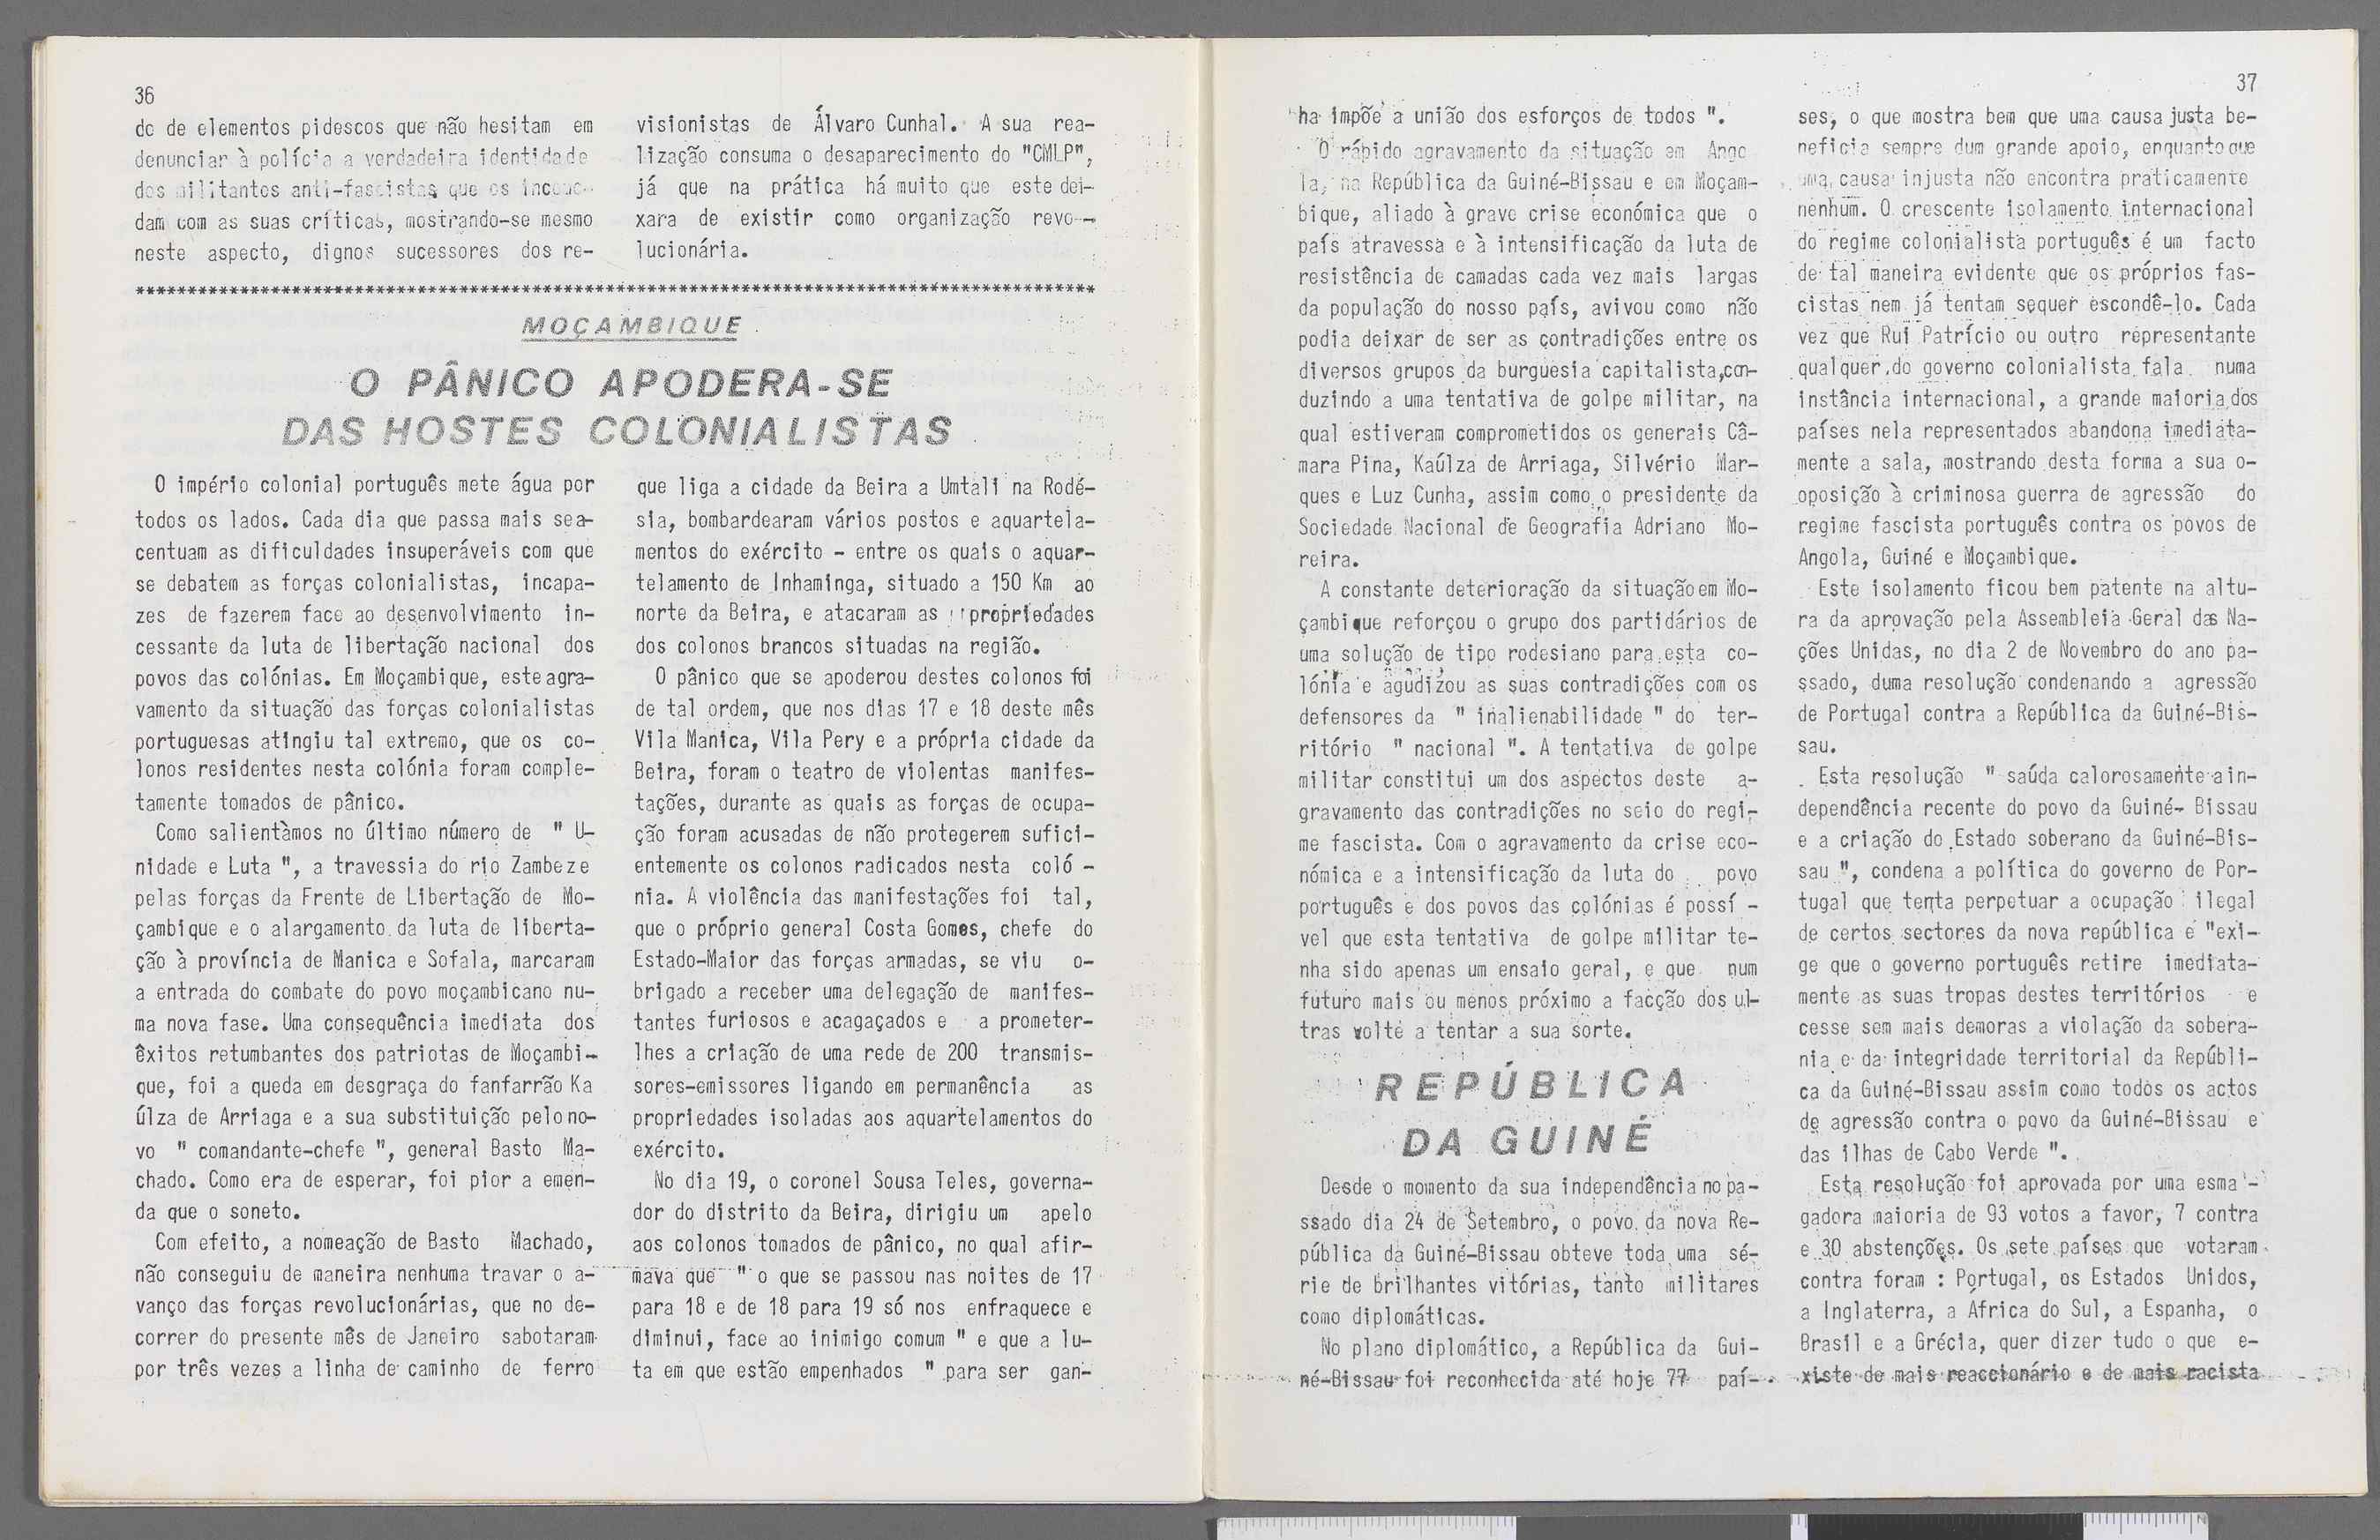 36
do de elementos pidescos que não hesitam em
denunciar à polícia a verdadeira identidade
dos militantes anti-fascistas que os incomo-
dam com as suas críticas, mostrando-se mesmo
neste aspecto, dignos sucessores dos re-
visionistas de Álvaro Cunhal. A sua rea-
lização consuma o desaparecimento do "CMLP",
já que na prática há muito que este dei-
xara de existir como organização revo-
lucionária.
****************************************************************************************
MOÇAMBIQUE
O PÂNICO APODERA-SE
DAS HOSTES COLONIALISTAS
O império colonial português mete água por
todos os lados. Cada dia que passa mais sea-
centuam as dificuldades insuperáveis com que
se debatem as forças colonialistas, incapa-
zes de fazerem face ao desenvolvimento in-
cessante da luta de libertação nacional dos
povos das colónias. Em Moçambique, este agra-
vamento da situação das forças colonialistas
portuguesas atingiu tal extremo, que os co-
lonos residentes nesta colónia foram comple-
tamente tomados de pânico.
Como salientàmos no último número de " U-
nidade e Luta ", a travessia do rio Zambeze
pelas forças da Frente de Libertação de Mo-
çambique e o alargamento da luta de liberta-
ção à província de Manica e Sofala, marcaram
a entrada do combate do povo moçambicano nu-
ma nova fase. Uma consequência imediata dos
êxitos retumbantes dos patriotas de Moçambi-
que, foi a queda em desgraça do fanfarrão Ka
úlza de Arriaga e a sua substituição pelo no-
vo " comandante-chefe ", general Basto Ma-
chado. Como era de esperar, foi pior a emen-
da que o soneto.
Com efeito, a nomeação de Basto Machado,
não conseguiu de maneira nenhuma travar o a-
vanço das forças revolucionárias, que no de-
correr do presente mês de Janeiro sabotaram
por três vezes a linha de caminho de ferro
que liga a cidade da Beira a Umtali na Rodé-
sia, bombardearam vários postos e aquartela-
mentos do exército - entre os quais o aquar-
telamento de Inhaminga, situado a 150 Km ao
norte da Beira, e atacaram as propriedades
dos colonos brancos situadas na região.
O pânico que se apoderou destes colonos foi
de tal ordem, que nos dias 17 e 18 deste mês
Vila Manica, Vila Pery e a própria cidade da
Beira, foram o teatro de violentas manifes-
tações, durante as quais as forças de ocupa-
ção foram acusadas de não protegerem sufici-
entemente os colonos radicados nesta coló -
nia. A violência das manifestações foi tal,
que o próprio general Costa Gomes, chefe do
Estado-Maior das forças armadas, se viu o-
brigado a receber uma delegação de manifes-
tantes furiosos e acagaçados e a prometer-
lhes a criação de uma rede de 200 transmis-
sores-emissores ligando em permanência as
propriedades isoladas aos aquartelamentos do
exército.
No dia 19, o coronel Sousa Teles, governa-
dor do distrito da Beira, dirigiu um apelo
aos colonos tomados de pânico, no qual afir-
mava que " o que se passou nas noites de 17
para 18 e de 18 para 19 só nos enfraquece e
diminui, face ao inimigo comum " e que a lu-
ta em que estão empenhados " para ser gan-
37
ha impõe a união dos esforços de todos ".
O rápido agravamento da situação em Ango
la, na República da Guiné-Bissau e em Moçam-
bique, aliado à grave crise económica que o
país atravessa e à intensificação da luta de
resistência de camadas cada vez mais largas
da população do nosso país, avivou como não
podia deixar de ser as contradições entre os
diversos grupos da burguesia capitalista,con-
duzindo a uma tentativa de golpe militar, na
qual estiveram comprometidos os generais Câ-
mara Pina, Kaúlza de Arriaga, Silvério Mar-
ques e Luz Cunha, assim como o presidente da
Sociedade Nacional de Geografia Adriano Mo-
reira.
A constante deterioração da situação em Mo-
çambique reforçou o grupo dos partidários de
uma solução de tipo rodesiano para esta co-
lónia e agudizou as suas contradições com os
defensores da " inalienabilidade " do ter-
ritório " nacional ". A tentativa de golpe
militar constitui um dos aspectos deste a-
gravamento das contradições no seio do regi-
me fascista. Com o agravamento da crise eco-
nómica e a intensificação da luta do povo
português e dos povos das colónias é possí -
vel que esta tentativa de golpe militar te-
nha sido apenas um ensaio geral, e que num
futuro mais ou menos próximo a facção dos ul-
tras volte a tentar a sua sorte.
REPÚBLICA
DA GUINÉ
Desde o momento da sua independência no pa-
ssado dia 24 de Setembro, o povo da nova Re-
pública da Guiné-Bissau obteve toda uma sé-
rie de brilhantes vitórias, tanto militares
como diplomáticas.
No plano diplomático, a República da Gui-
né-Bissau foi reconhecida até hoje 77 paí-
ses, o que mostra bem que uma causa justa be-
neficia sempre dum grande apoio, enquanto que
uma causa injusta não encontra praticamente
nenhum. O crescente isolamento internacional
do regime colonialista português é um facto
de tal maneira evidente que os próprios fas-
cistas nem já tentam sequer escondê-lo. Cada
vez que Rui Patrício ou outro representante
qualquer do governo colonialista fala numa
instância internacional, a grande maioria dos
países nela representados abandona imediata-
mente a sala, mostrando desta forma a sua o-
oposição à criminosa guerra de agressão do
regime fascista português contra os povos de
Angola, Guiné e Moçambique.
Este isolamento ficou bem patente na altu-
ra da aprovação pela Assembleia Geral das Na-
ções Unidas, no dia 2 de Novembro do ano pa-
ssado, duma resolução condenando a agressão
de Portugal contra a República da Guiné-Bis-
sau.
Esta resolução " saúda calorosamente a in-
dependência recente do povo da Guiné- Bissau
e a criação do Estado soberano da Guiné-Bis-
sau ", condena a política do governo de Por-
tugal que tenta perpetuar a ocupação ilegal
de certos sectores da nova república e "exi-
ge que o governo português retire imediata-
mente as suas tropas destes territórios e
cesse sem mais demoras a violação da sobera-
nia e da integridade territorial da Repúbli-
ca da Guiné-Bissau assim como todos os actos
de agressão contra o povo da Guiné-Bissau e
das ilhas de Cabo Verde ".
Esta resolução foi aprovada por uma esma -
gadora maioria de 93 votos a favor, 7 contra
e 30 abstenções. Os sete países que votaram
contra foram : Portugal, os Estados Unidos,
a Inglaterra, a África do Sul, a Espanha, o
Brasil e a Grécia, quer dizer tudo o que e-
xiste de mais reaccionário e de mais racista